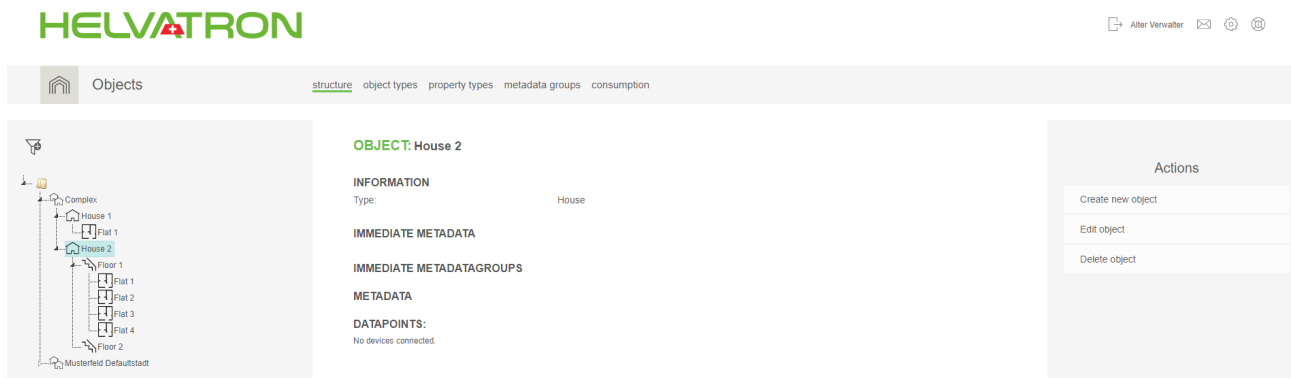 HELVATRON
Alter Verwalter
Objects
structure object types property types metadata groups consumption
Complex
House 1
Flat 1
House 2
Floor 1
Flat 1
Flat 2
Flat 3
Flat 4
Floor 2
Musterfeld Defaultstadt
OBJECT: House 2
INFORMATION
Type: House
IMMEDIATE METADATA
IMMEDIATE METADATAGROUPS
METADATA
DATAPOINTS:
No devices connected.
Actions
Create new object
Edit object
Delete object